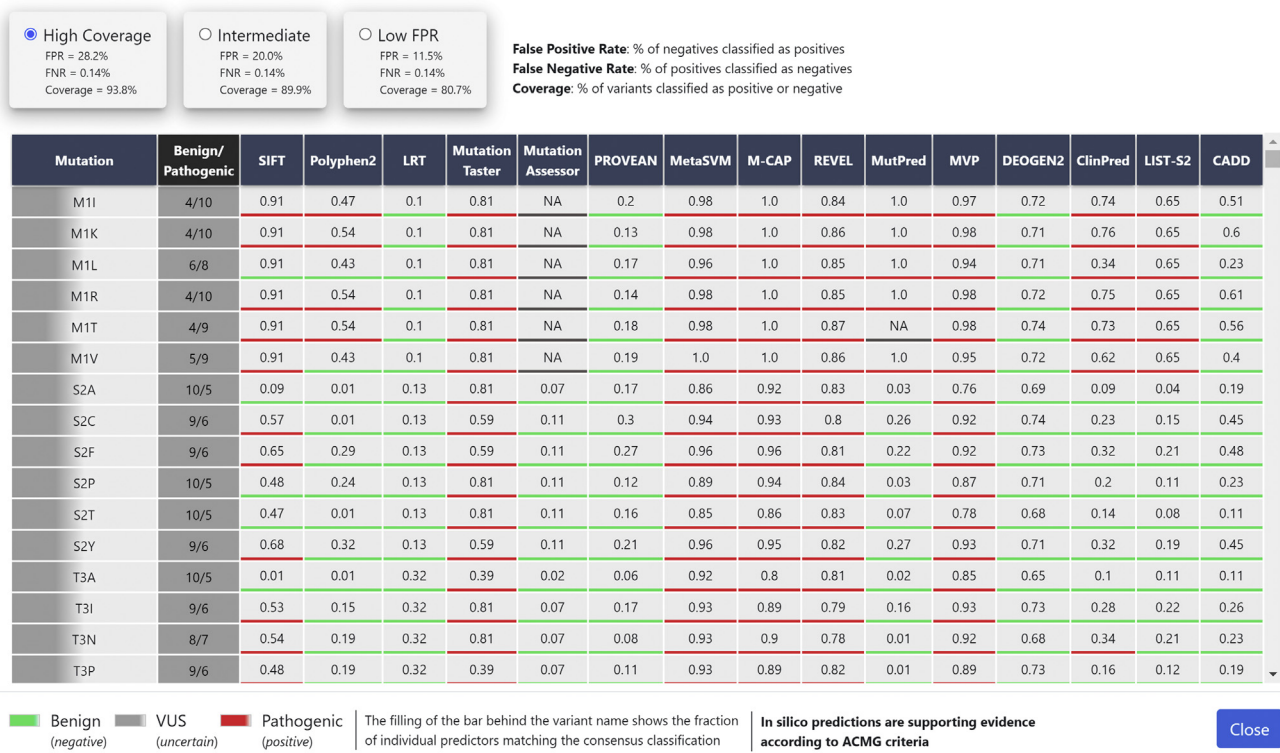 High Coverage
FPR = 28.2%
FNR = 0.14%
Coverage = 93.8%
Intermediate
FPR = 20.0%
FNR = 0.14%
Coverage = 89.9%
Low FPR
FPR = 11.5%
FNR = 0.14%
Coverage = 80.7%
False Positive Rate: % of negatives classified as positives
False Negative Rate: % of positives classified as negatives
Coverage: % of variants classified as positive or negative
Mutation Benign/ Pathogenic SIFT Polyphen2 LRT Mutation Taster Mutation Assessor PROVEAN MetaSVM M-CAP REVEL MutPred MVP DEOGEN2 ClinPred LIST-S2 CADD
M1I 4/10 0.91 0.47 0.1 0.81 NA 0.2 0.98 1.0 0.84 1.0 0.97 0.72 0.74 0.65 0.51
M1K 4/10 0.91 0.54 0.1 0.81 NA 0.13 0.98 1.0 0.86 1.0 0.98 0.71 0.76 0.65 0.6
M1L 6/8 0.91 0.43 0.1 0.81 NA 0.17 0.96 1.0 0.85 1.0 0.94 0.71 0.34 0.65 0.23
M1R 4/10 0.91 0.54 0.1 0.81 NA 0.14 0.98 1.0 0.85 1.0 0.98 0.72 0.75 0.65 0.61
M1T 4/9 0.91 0.54 0.1 0.81 NA 0.18 0.98 1.0 0.87 NA 0.98 0.74 0.73 0.65 0.56
M1V 5/9 0.91 0.43 0.1 0.81 NA 0.19 1.0 1.0 0.86 1.0 0.95 0.72 0.62 0.65 0.4
S2A 10/5 0.09 0.01 0.13 0.81 0.07 0.17 0.86 0.92 0.83 0.03 0.76 0.69 0.09 0.04 0.19
S2C 9/6 0.57 0.01 0.13 0.59 0.11 0.3 0.94 0.93 0.8 0.26 0.92 0.74 0.23 0.15 0.45
S2F 9/6 0.65 0.29 0.13 0.59 0.11 0.27 0.96 0.96 0.81 0.22 0.92 0.73 0.32 0.21 0.48
S2P 10/5 0.48 0.24 0.13 0.81 0.11 0.12 0.89 0.94 0.84 0.03 0.87 0.71 0.2 0.11 0.23
S2T 10/5 0.47 0.01 0.13 0.81 0.11 0.16 0.85 0.86 0.83 0.07 0.78 0.68 0.14 0.08 0.11
S2Y 9/6 0.68 0.32 0.13 0.59 0.11 0.21 0.96 0.95 0.82 0.27 0.93 0.71 0.32 0.19 0.45
T3A 10/5 0.01 0.01 0.32 0.39 0.02 0.06 0.92 0.8 0.81 0.02 0.85 0.65 0.1 0.11 0.11
T3I 9/6 0.53 0.15 0.32 0.81 0.07 0.17 0.93 0.89 0.79 0.16 0.93 0.73 0.28 0.22 0.26
T3N 8/7 0.54 0.19 0.32 0.81 0.07 0.08 0.93 0.9 0.78 0.01 0.92 0.68 0.34 0.21 0.23
T3P 9/6 0.48 0.19 0.32 0.39 0.07 0.11 0.93 0.89 0.82 0.01 0.89 0.73 0.16 0.12 0.19
Benign
(negative)
VUS
(uncertain)
Pathogenic
(positive)
The filling of the bar behind the variant name shows the fraction
of individual predictors matching the consensus classification
In silico predictions are supporting evidence
according to ACMG criteria
Close